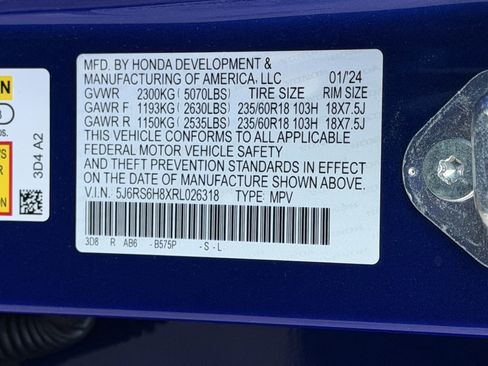 MFD. BY HONDA DEVELOPMENT &
MANUFACTURING OF AMERICA, LLC 01/'24
GVWR 2300KG ( 5070LBS) TIRE SIZE RIM SIZE
GAWR F 1193KG ( 2630LBS) 235/60R18 103H 18X7.5J
GAWR R 1150KG ( 2535LBS) 235/60R18 103H 18X7.5J
THIS VEHICLE CONFORMS TO ALL APPLICABLE
FEDERAL MOTOR VEHICLE SAFETY
AND THEFT PREVENTION STANDARDS IN EFFECT
ON THE DATE OF MANUFACTURE SHOWN ABOVE.
V.I.N. 5J6RS6H8XRL026318 TYPE: MPV
3D8 R AB6 -B575P -S-L
3D4 A2